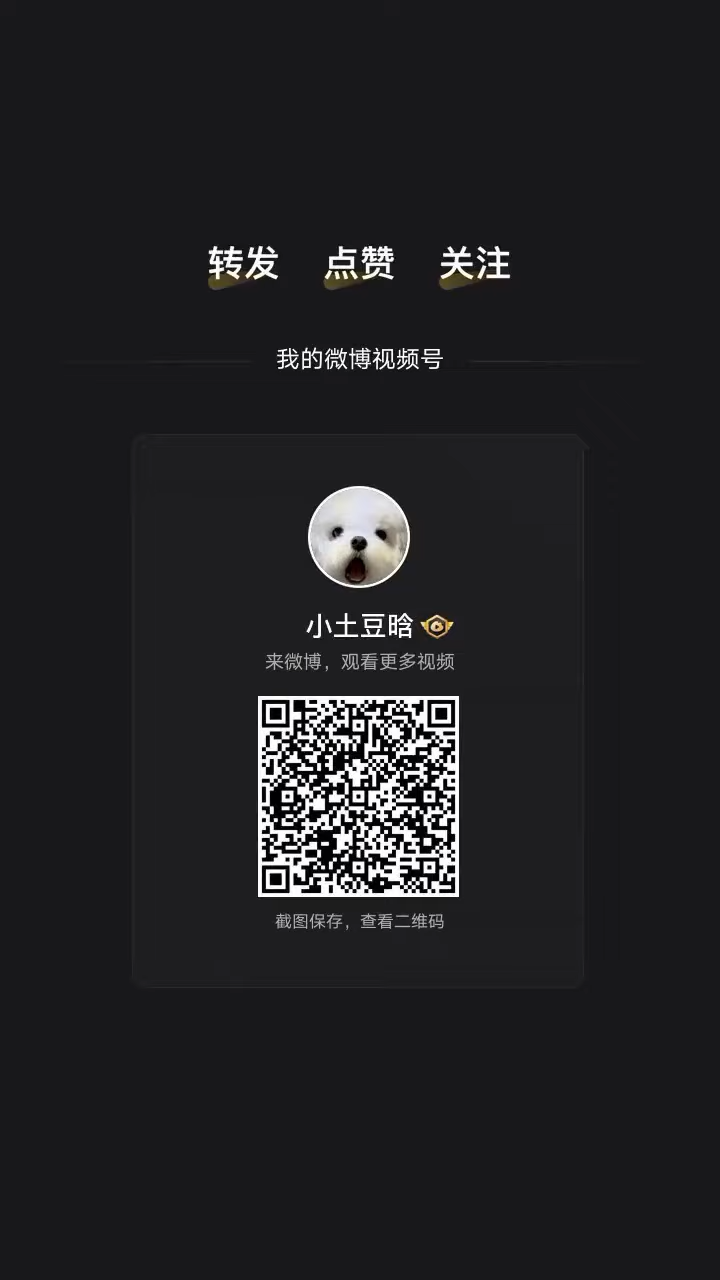 转发 点赞 关注
我的微博视频号
小土豆晗
来微博，观看更多视频
截图保存，查看二维码